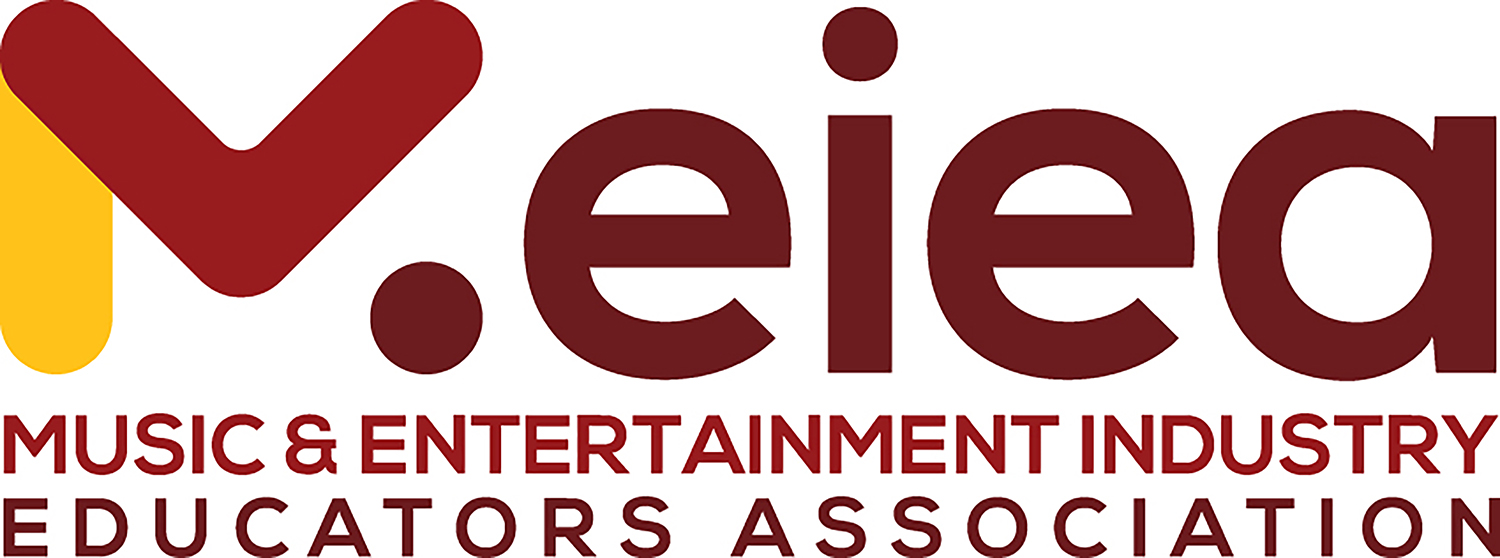 M.eiea
MUSIC & ENTERTAINMENT INDUSTRY
EDUCATORS ASSOCIATION